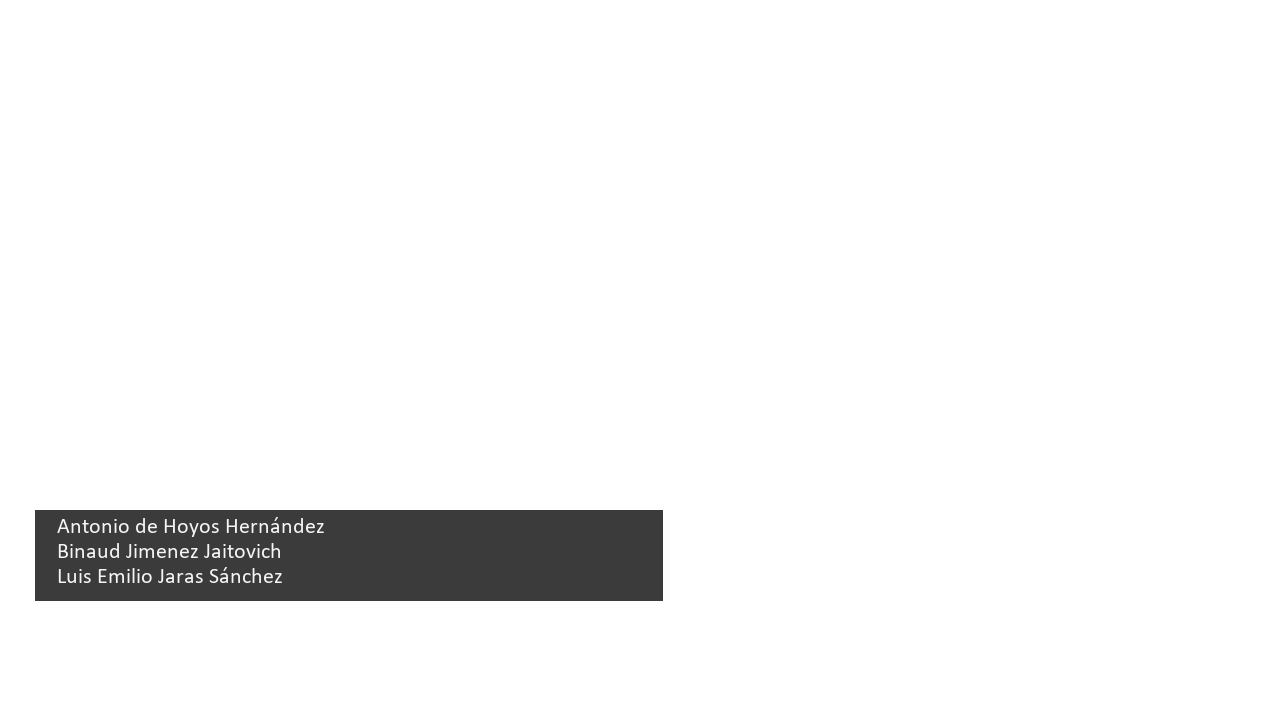 Antonio de Hoyos Hernández
Binaud Jimenez Jaitovich
Luis Emilio Jaras Sánchez